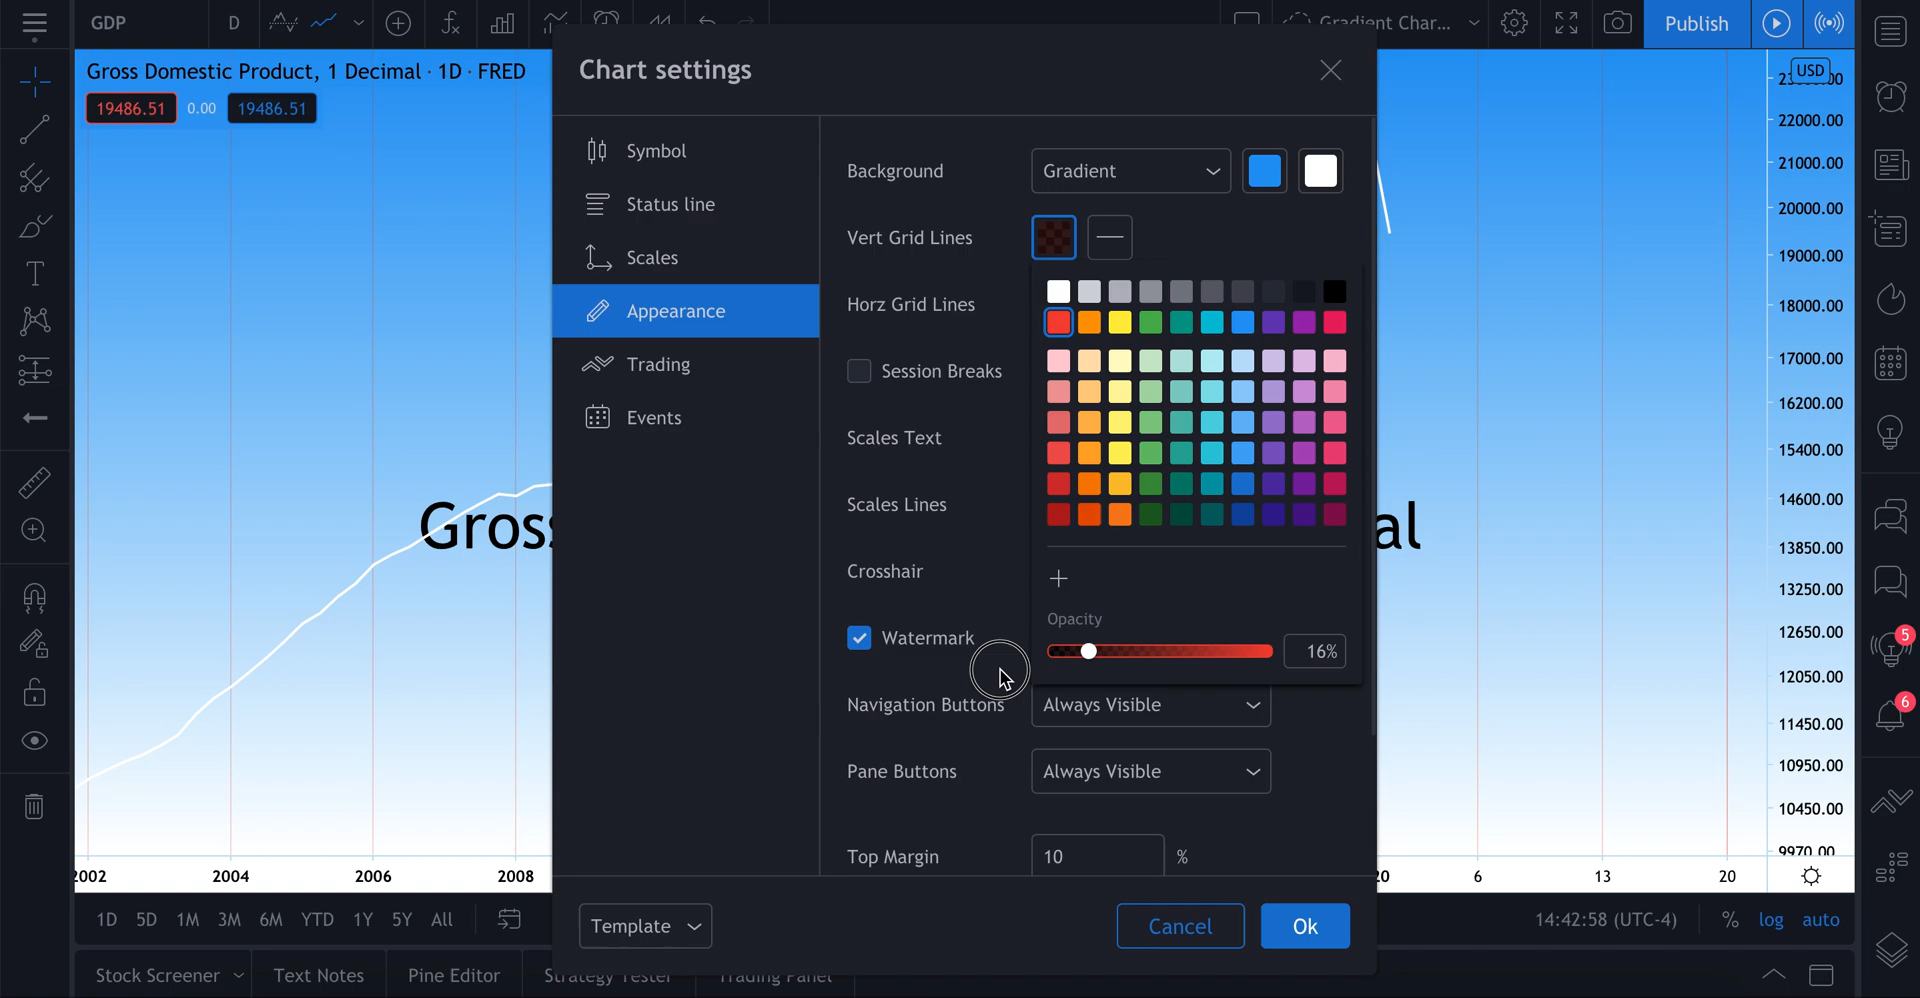 GDP
D
Gradient Char...
Publish
Gross Domestic Product, 1 Decimal · 1D · FRED
19486.51 0.00 19486.51
Chart settings
Symbol
Status line
Scales
Appearance
Trading
Events
Background Gradient
Vert Grid Lines
Horz Grid Lines
Session Breaks
Scales Text
Scales Lines
Crosshair
Watermark
Opacity
16%
Navigation Buttons Always Visible
Pane Buttons Always Visible
Top Margin 10 %
Template
Cancel
Ok
Gross
al
USD
22000.00
21000.00
20000.00
19000.00
18000.00
17000.00
16200.00
15400.00
14600.00
13850.00
13250.00
12650.00
12050.00
11450.00
10950.00
10450.00
9970.00
5
6
2002 2004 2006 2008 20 6 13 20
1D 5D 1M 3M 6M YTD 1Y 5Y All
14:42:58 (UTC-4) % log auto
Stock Screener Text Notes Pine Editor Strategy Tester Trading Panel